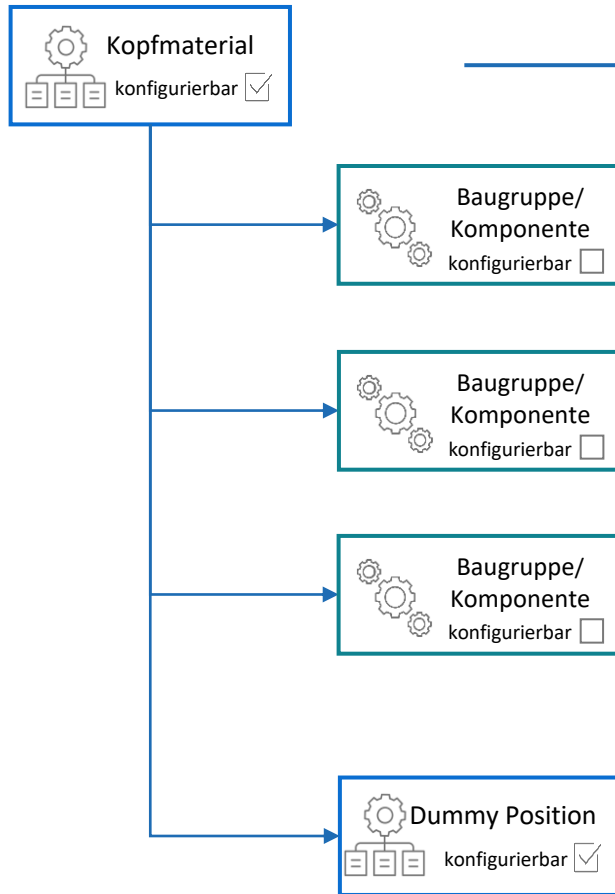 Kopfmaterial
konfigurierbar
Baugruppe/
Komponente
konfigurierbar
Baugruppe/
Komponente
konfigurierbar
Baugruppe/
Komponente
konfigurierbar
Dummy Position
konfigurierbar